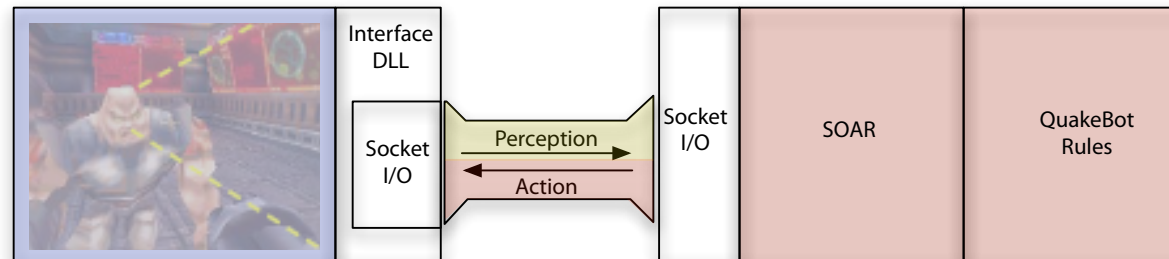 Interface
DLL
Socket
I/O
Perception
Action
Socket
I/O
SOAR
QuakeBot
Rules